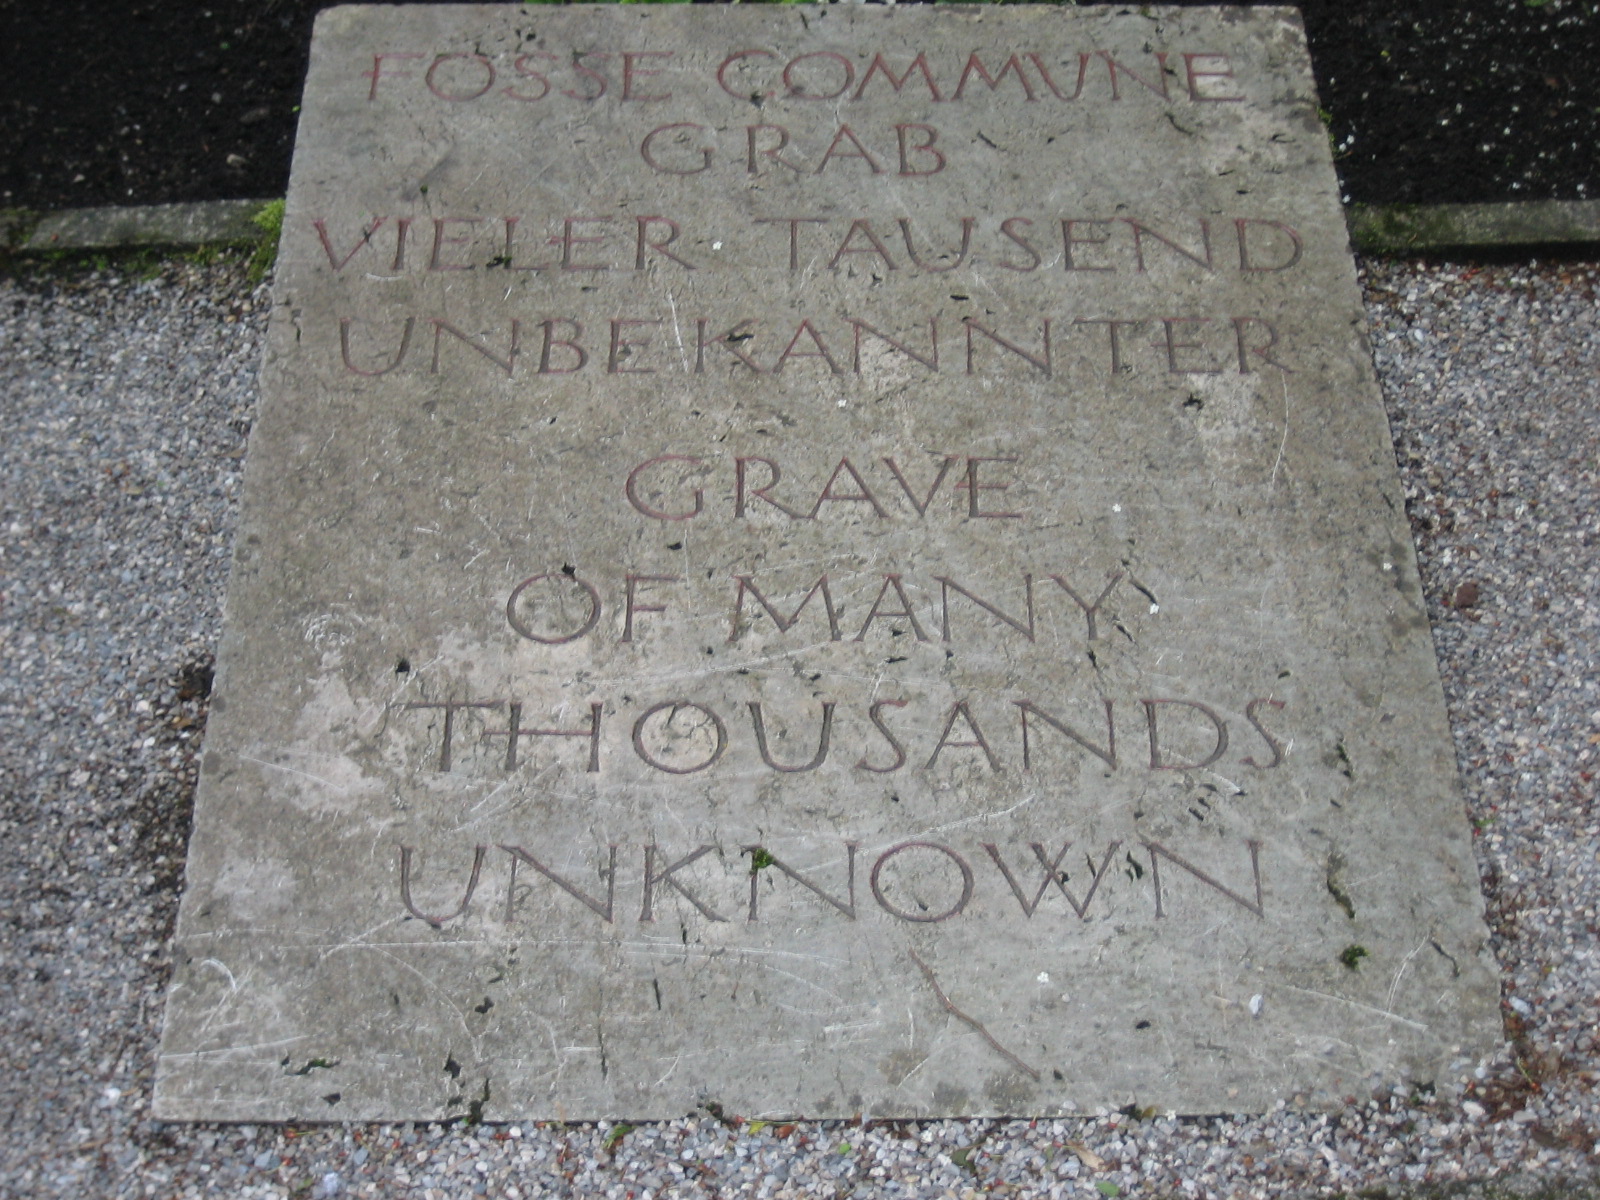 FOSSE COMMUNE
GRAB
VIELER TAUSEND
UNBEKANNTER
GRAVE
OF MANY
THOUSANDS
UNKNOWN